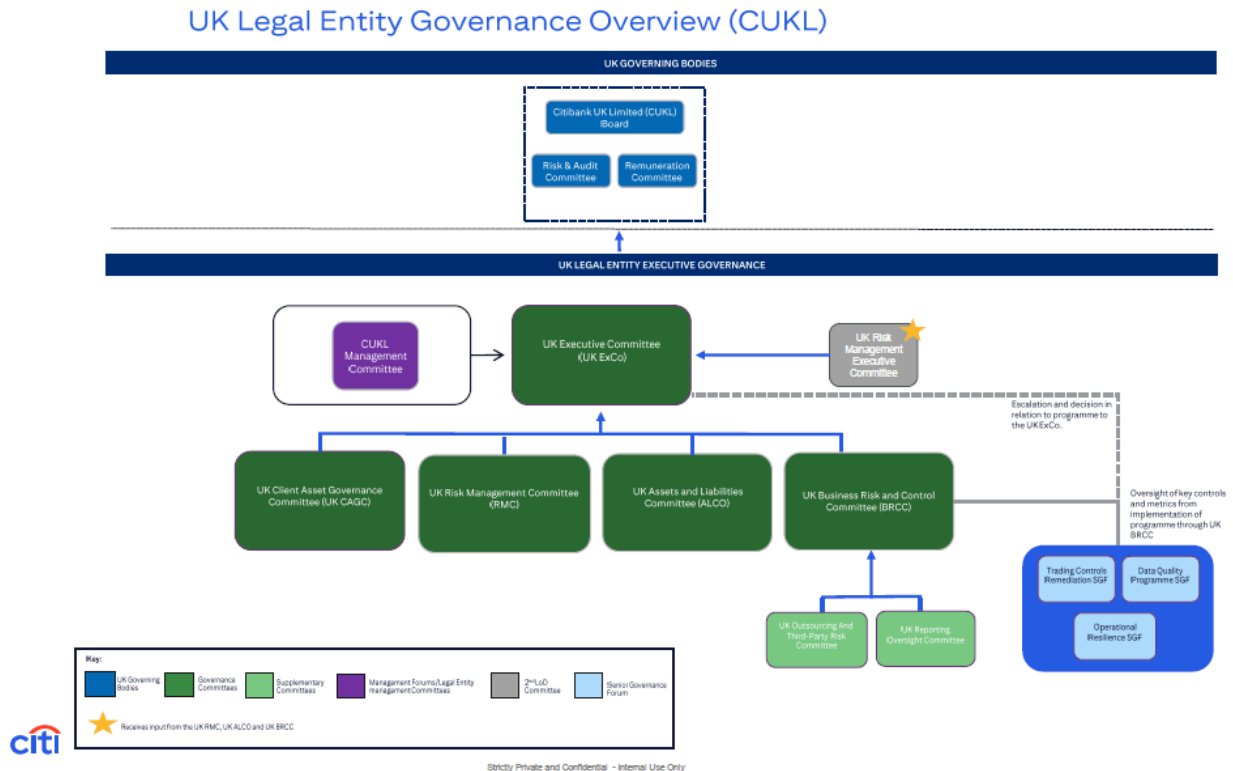 UK Legal Entity Governance Overview (CUKL)
UK GOVERNING BODIES
Citibank UK Limited (CUKL)
Board
Risk & Audit
Committee
Remuneration
Committee
UK LEGAL ENTITY EXECUTIVE GOVERNANCE
CUKL
Management
Committee
UK Executive Committee
(UK ExCo)
UK Risk
Management
Executive
Committee
Escalation and decision in
relation to programme to
the UK ExCo.
UK Client Asset Governance
Committee (UK CAGC)
UK Risk Management Committee
(RMC)
UK Assets and Liabilities
Committee (ALCO)
UK Business Risk and Control
Committee (BRCC)
Oversight of key controls
and metrics from
implementation of
programme through UK
BRCC
Trading Controls
Remediation SGF
Data Quality
Programme SGF
Operational
Resilience SGF
UK Outsourcing And
Third-Party Risk
Committee
UK Reporting
Oversight Committee
Key:
UK Governing
Bodies
Governance
Committees
Supplementary
Committees
Management Forums/Legal Entity
management Committees
2nd LoD
Committee
Senior Governance
Forum
Receives input from the UK RMC, UK ALCO and UK BRCC
citi
Strictly Private and Confidential - Internal Use Only